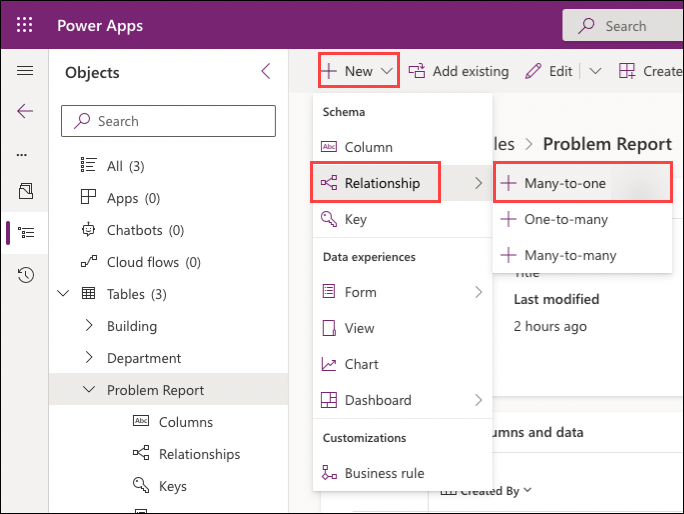 Power Apps
Search
Objects
New
Add existing
Edit
Create
Search
All (3)
Apps (0)
Chatbots (0)
Cloud flows (0)
Tables (3)
Building
Department
Problem Report
Abc Columns
Relationships
Keys
Schema
Abc Column
Relationship
Key
Data experiences
Form
View
Chart
Dashboard
Customizations
Business rule
les > Problem Report
Many-to-one
One-to-many
Many-to-many
Title
Last modified
2 hours ago
umns and data
Created By